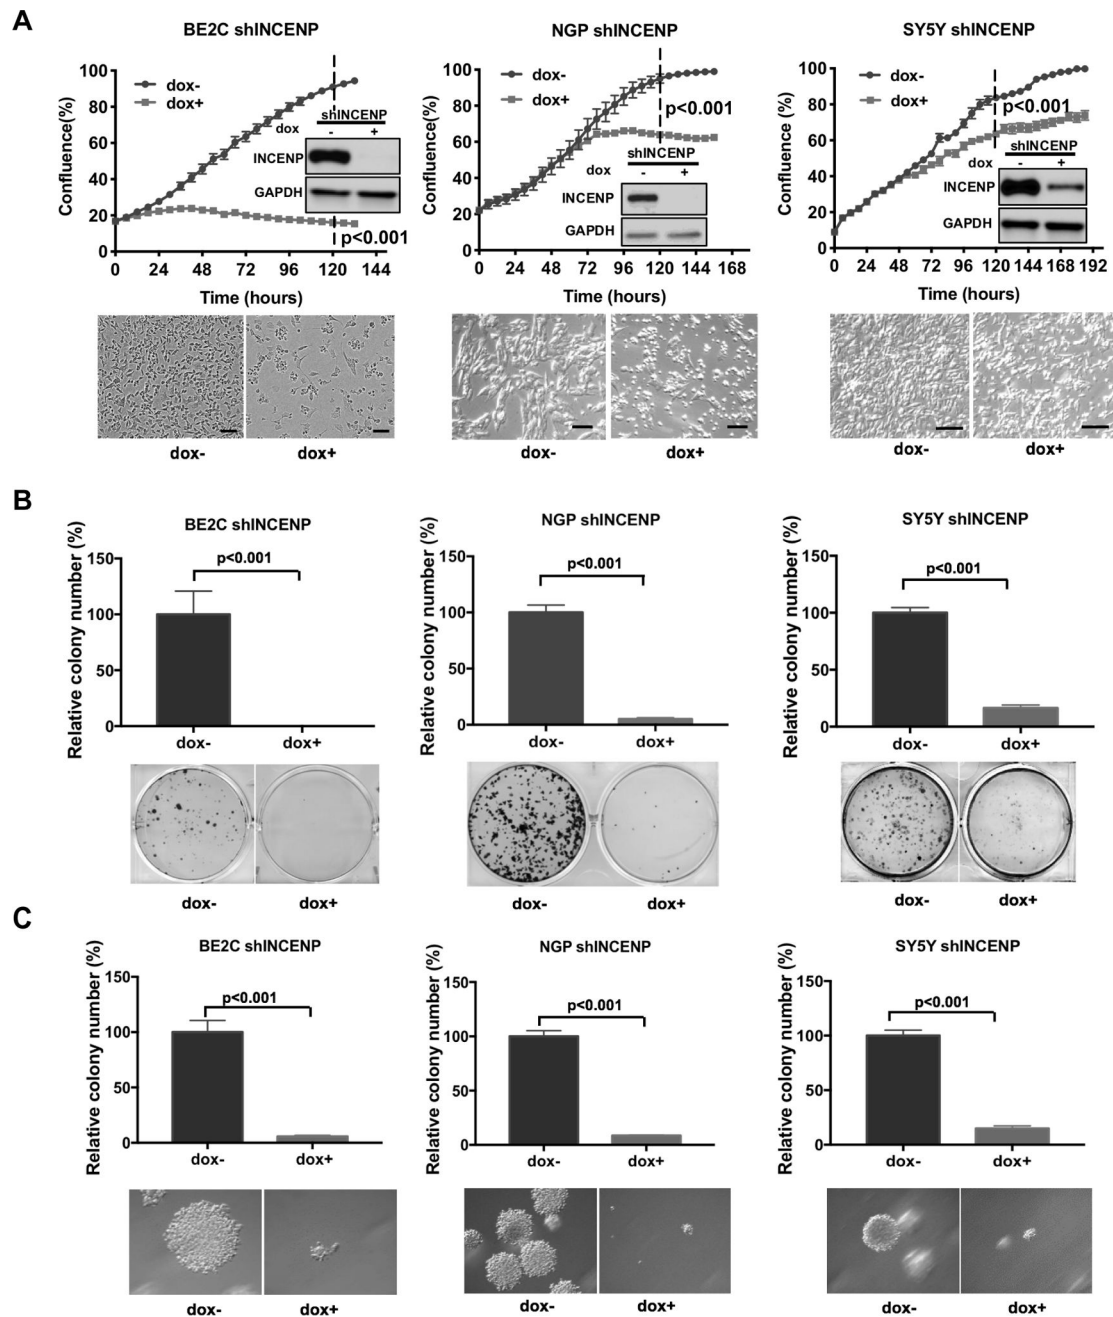 A
BE2C shINCENP
Confluence(%)
100
80
60
40
20
0
dox-
dox+
shINCENP
dox - +
INCENP
GAPDH
p<0.001
0 24 48 72 96 120 144
Time (hours)
dox- dox+
NGP shINCENP
Confluence (%)
100
80
60
40
20
0
dox-
dox+
p<0.001
shINCENP
dox - +
INCENP
GAPDH
0 24 48 72 96 120 144 168
Time (hours)
dox- dox+
SY5Y shINCENP
Confluence (%)
100
80
60
40
20
0
dox-
dox+
p<0.001
shINCENP
dox - +
INCENP
GAPDH
0 24 48 72 96 120 144 168 192
Time (hours)
dox- dox+
B
BE2C shINCENP
Relative colony number (%)
150
100
50
0
p<0.001
dox- dox+
dox- dox+
NGP shINCENP
Relative colony number (%)
150
100
50
0
p<0.001
dox- dox+
dox- dox+
SY5Y shINCENP
Relative colony number (%)
150
100
50
0
p<0.001
dox- dox+
dox- dox+
C
BE2C shINCENP
Relative colony number (%)
150
100
50
0
p<0.001
dox- dox+
dox- dox+
NGP shINCENP
Relative colony number (%)
150
100
50
0
p<0.001
dox- dox+
dox- dox+
SY5Y shINCENP
Relative colony number (%)
150
100
50
0
p<0.001
dox- dox+
dox- dox+